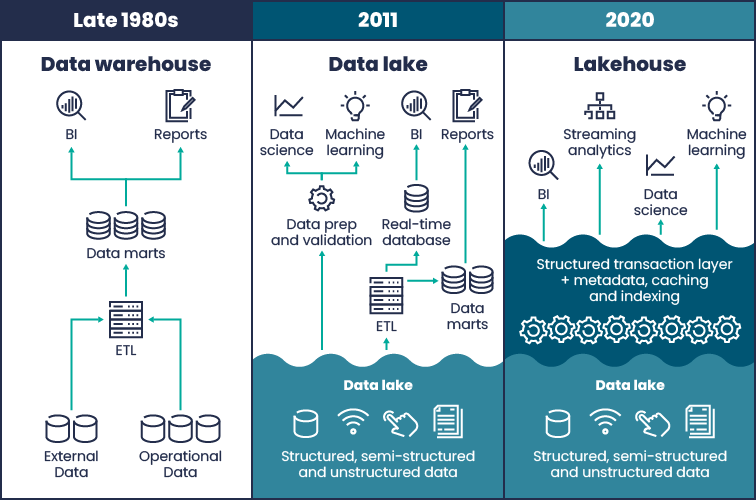 Late 1980s
Data warehouse
BI
Reports
Data marts
ETL
External
Data
Operational
Data
2011
Data lake
Data
science
Machine
learning
BI
Reports
Data prep
and validation
Real-time
database
ETL
Data
marts
Data lake
Structured, semi-structured
and unstructured data
2020
Lakehouse
Streaming
analytics
Machine
learning
BI
Data
science
Structured transaction layer
+ metadata, caching
and indexing
Data lake
Structured, semi-structured
and unstructured data